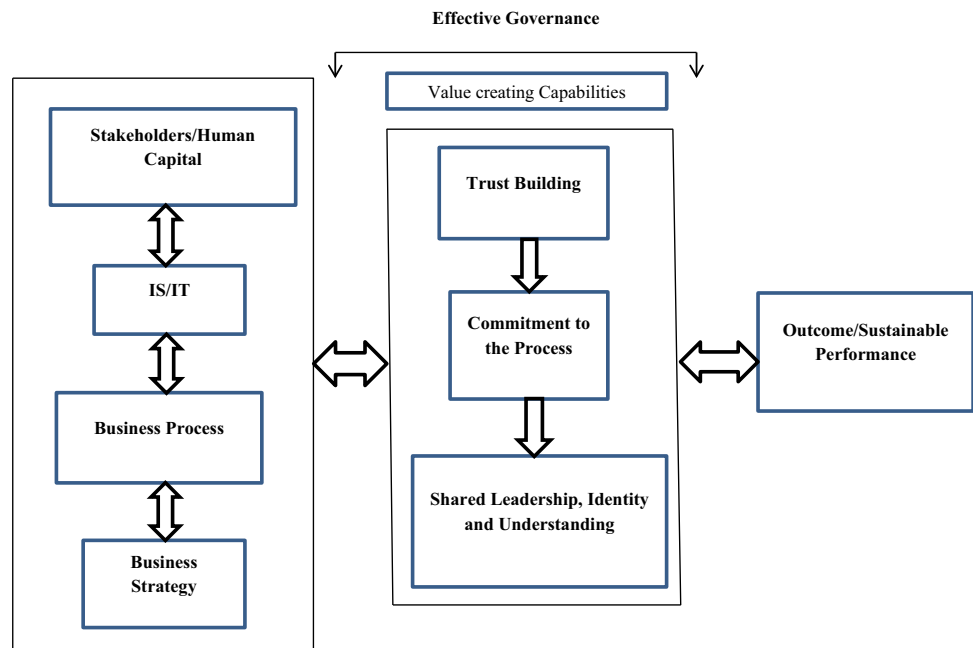 Effective Governance
Value creating Capabilities
Stakeholders/Human
Capital
IS/IT
Business Process
Business
Strategy
Trust Building
Commitment to
the Process
Shared Leadership, Identity
and Understanding
Outcome/Sustainable
Performance